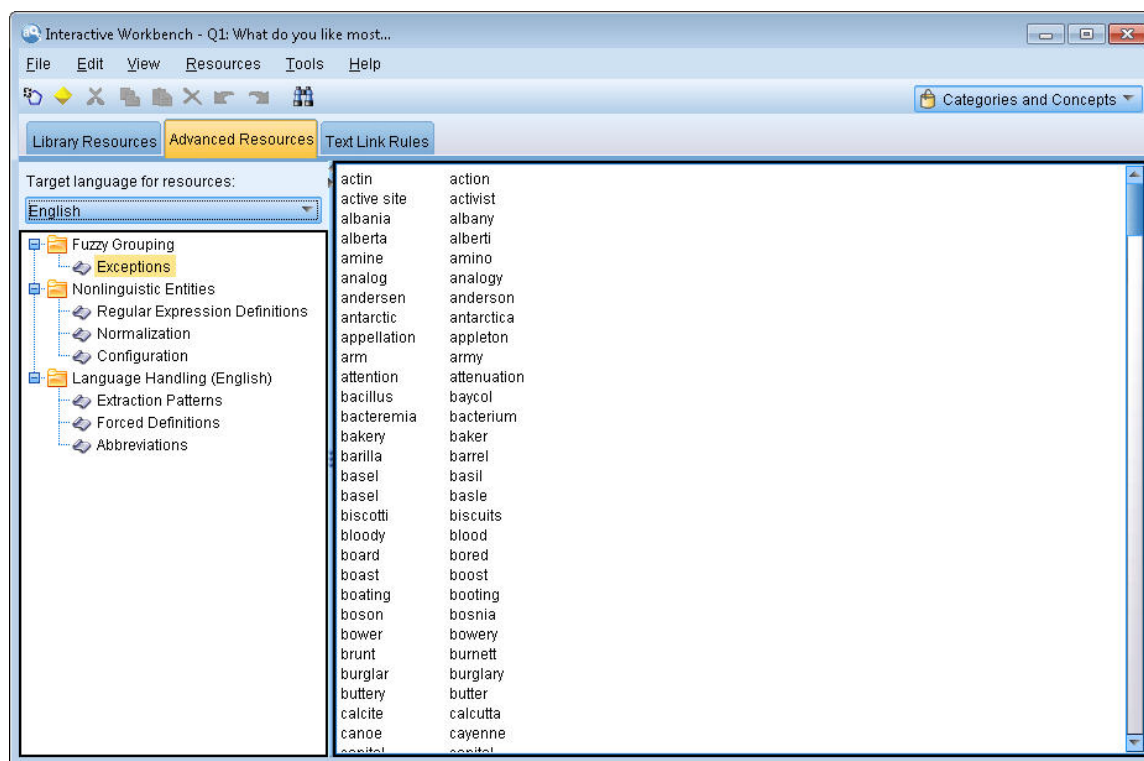 Interactive Workbench - Q1: What do you like most...
File Edit View Resources Tools Help
Categories and Concepts
Library Resources Advanced Resources Text Link Rules
Target language for resources:
English
Fuzzy Grouping
Exceptions
Nonlinguistic Entities
Regular Expression Definitions
Normalization
Configuration
Language Handling (English)
Extraction Patterns
Forced Definitions
Abbreviations
actin action
active site activist
albania albany
alberta alberti
amine amino
analog analogy
andersen anderson
antarctic antarctica
appellation appleton
arm army
attention attenuation
bacillus baycol
bacteremia bacterium
bakery baker
barilla barrel
basel basil
basel basle
biscotti biscuits
bloody blood
board bored
boast boost
boating booting
boson bosnia
bower bowery
brunt burnett
burglar burglary
buttery butter
calcite calcutta
canoe cayenne